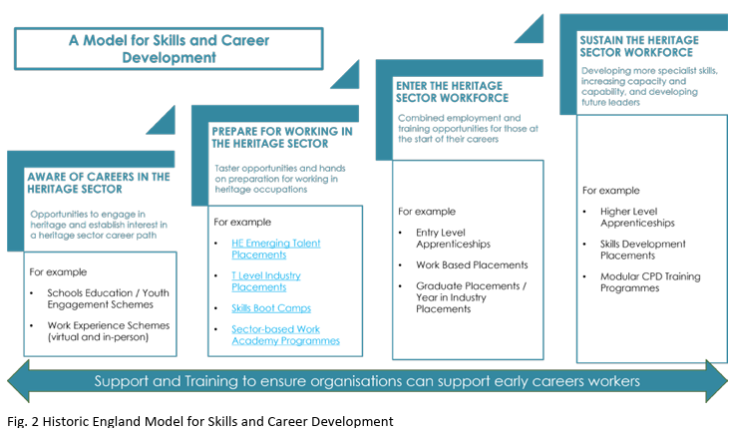 A Model for Skills and Career
Development
AWARE OF CAREERS IN THE
HERITAGE SECTOR
Opportunities to engage in
heritage and establish interest in
a heritage sector career path
For example
• Schools Education / Youth
Engagement Schemes
• Work Experience Schemes
(virtual and in-person)
PREPARE FOR WORKING IN
THE HERITAGE SECTOR
Taster opportunities and hands
on preparation for working in
heritage occupations
For example
• HE Emerging Talent
Placements
• T Level Industry
Placements
• Skills Boot Camps
• Sector-based Work
Academy Programmes
ENTER THE HERITAGE
SECTOR WORKFORCE
Combined employment and
training opportunities for those at
the start of their careers
For example
• Entry Level
Apprenticeships
• Work Based Placements
• Graduate Placements /
Year in Industry
Placements
SUSTAIN THE HERITAGE
SECTOR WORKFORCE
Developing more specialist skills,
increasing capacity and
capability, and developing
future leaders
For example
• Higher Level
Apprenticeships
• Skills Development
Placements
• Modular CPD Training
Programmes
Support and Training to ensure organisations can support early careers workers
Fig. 2 Historic England Model for Skills and Career Development